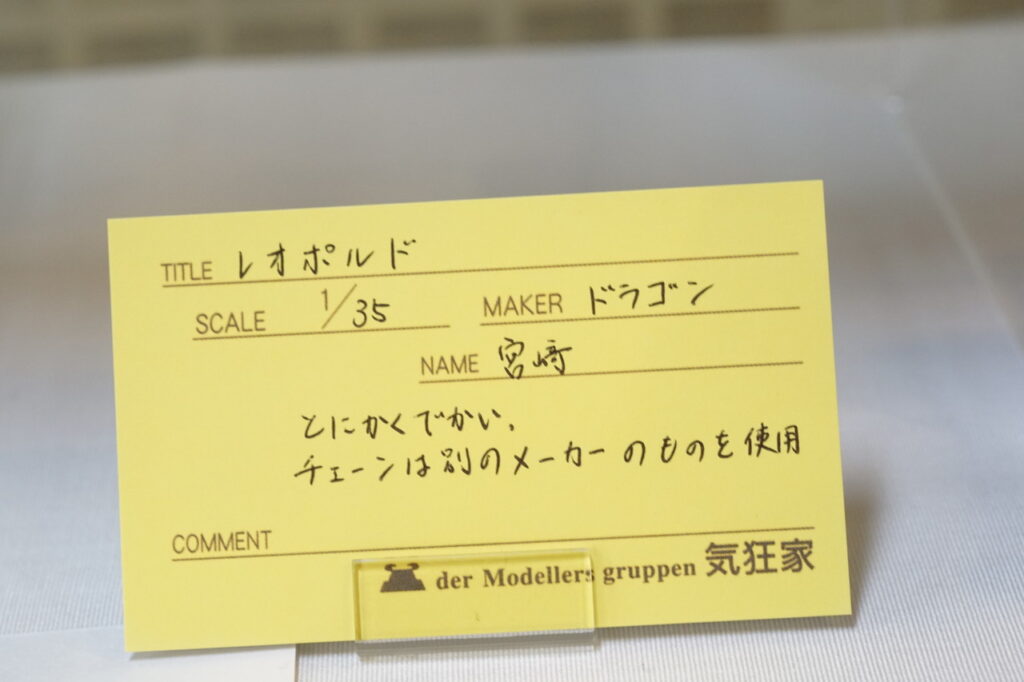 TITLE レオポルド
SCALE 1/35 MAKER ドラゴン
NAME 宮﨑
とにかくでかい.
チェーンは別のメーカーのものを使用
COMMENT
der Modellers gruppen 気狂家